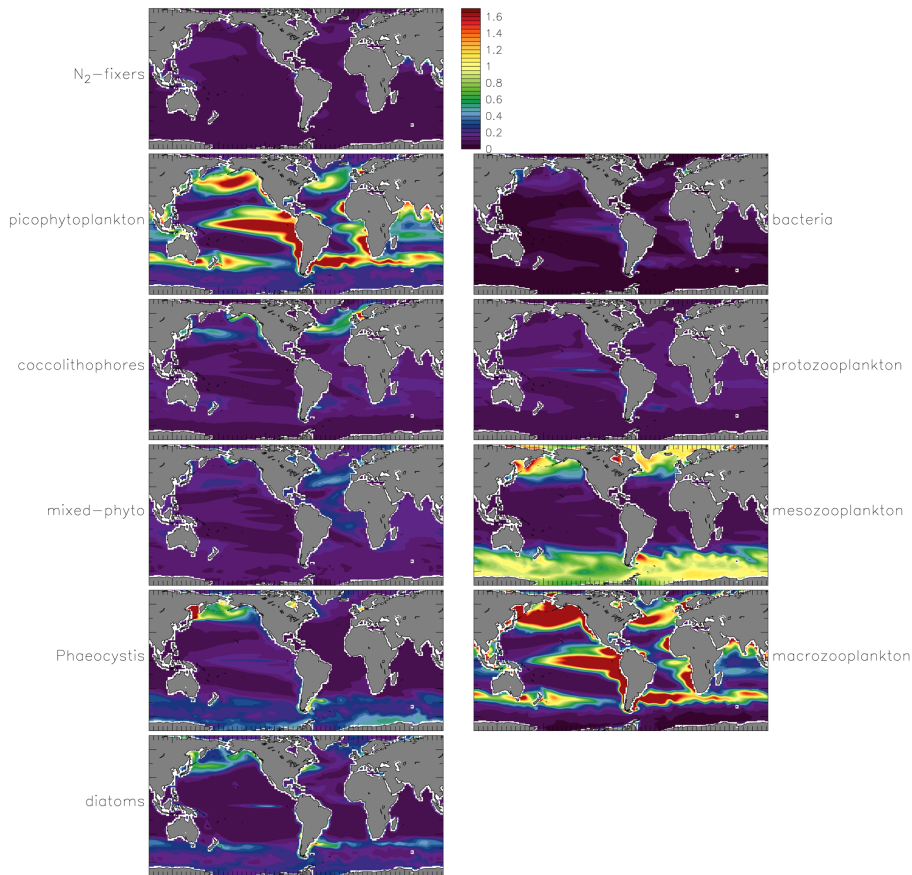 N₂−fixers
1.6
1.4
1.2
1
0.8
0.6
0.4
0.2
0
picophytoplankton
bacteria
coccolithophores
protozooplankton
mixed−phyto
mesozooplankton
Phaeocystis
macrozooplankton
diatoms